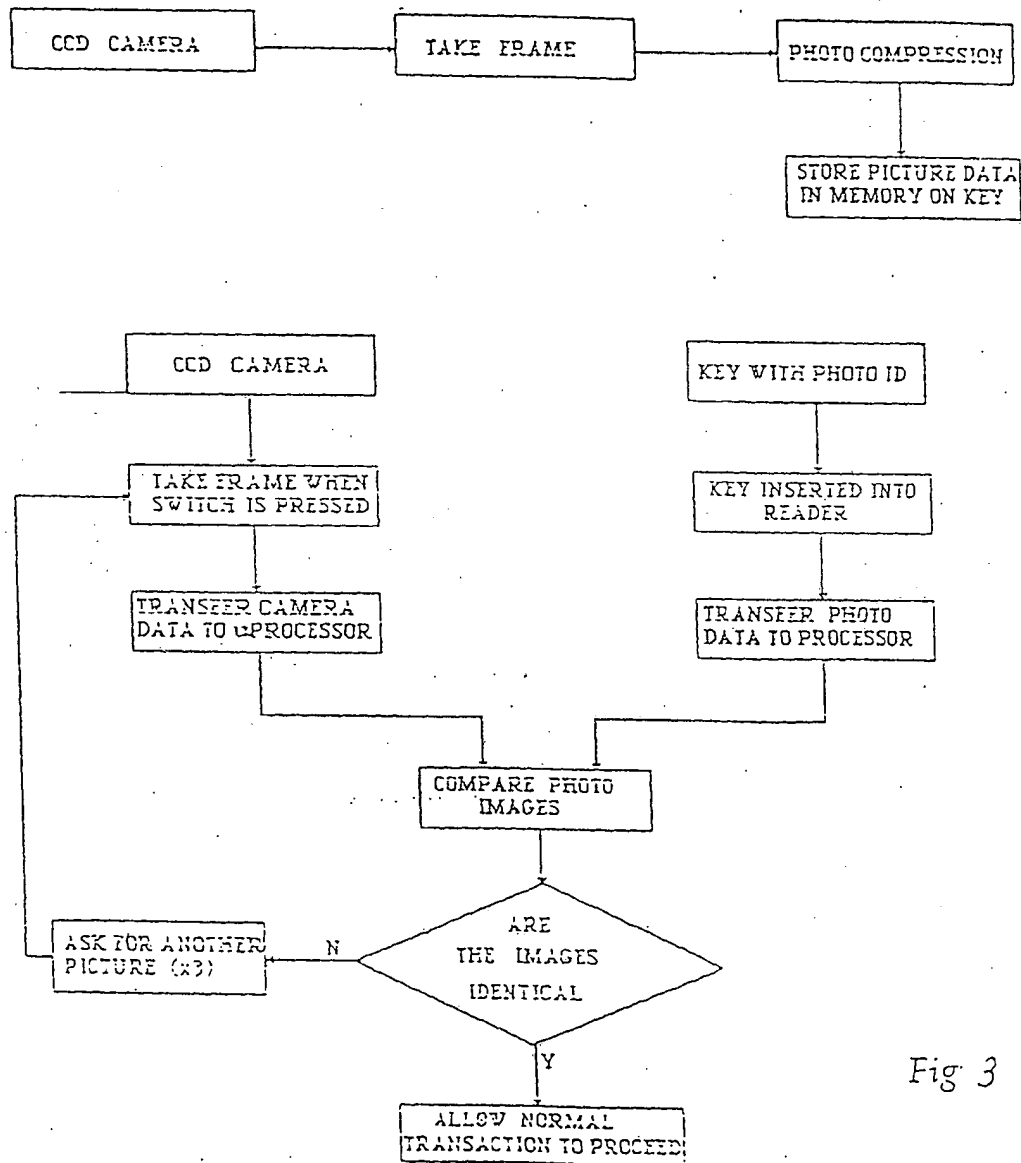 CCD CAMERA
TAKE FRAME
PHOTO COMPRESSION
STORE PICTURE DATA
IN MEMORY ON KEY
CCD CAMERA
KEY WITH PHOTO ID
TAKE FRAME WHEN
SWITCH IS PRESSED
KEY INSERTED INTO
READER
TRANSFER CAMERA
DATA TO µPROCESSOR
TRANSFER PHOTO
DATA TO PROCESSOR
COMPARE PHOTO
IMAGES
ARE
THE IMAGES
IDENTICAL
N
ASK FOR ANOTHER
PICTURE (x3)
Y
ALLOW NORMAL
TRANSACTION TO PROCEED
Fig 3